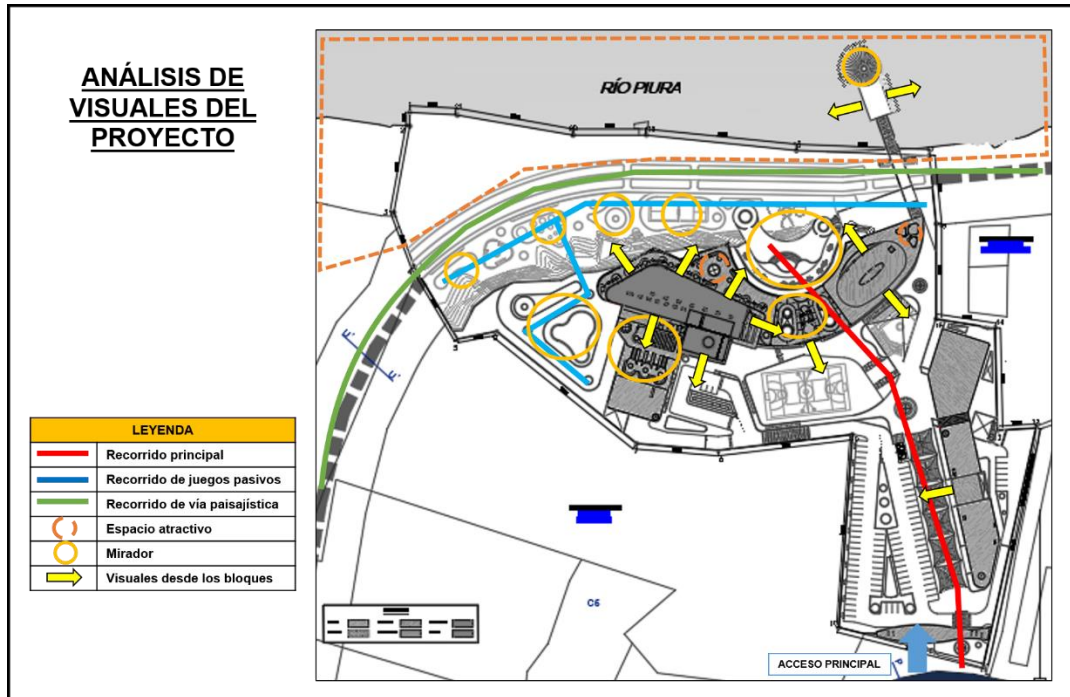 ANÁLISIS DE
VISUALES DEL
PROYECTO
RÍO PIURA
LEYENDA
Recorrido principal
Recorrido de juegos pasivos
Recorrido de vía paisajística
Espacio atractivo
Mirador
Visuales desde los bloques
C5
ACCESO PRINCIPAL